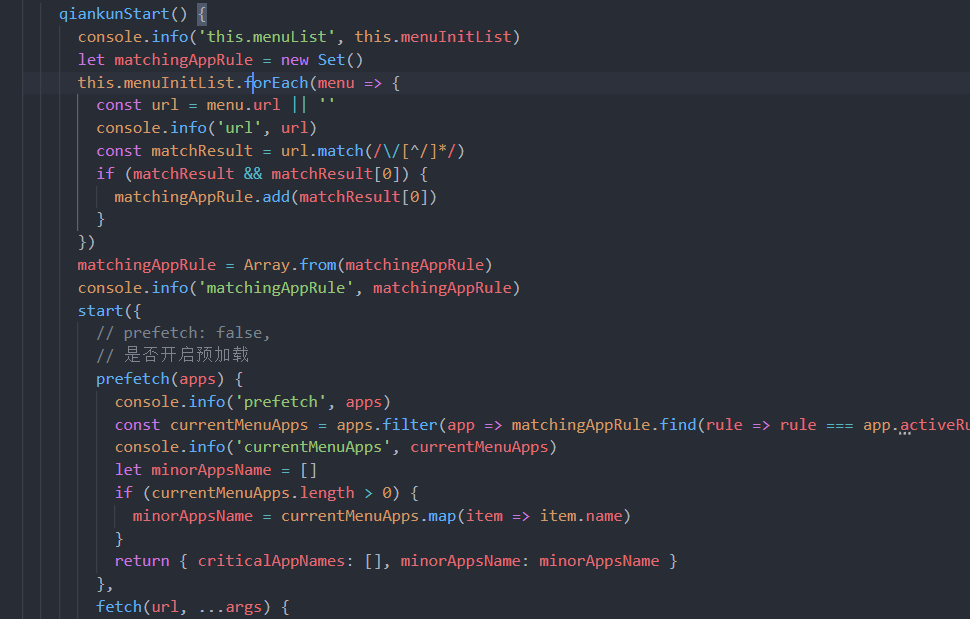 qiankunStart() {
console.info('this.menuList', this.menuInitList)
let matchingAppRule = new Set()
this.menuInitList.forEach(menu => {
const url = menu.url || ''
console.info('url', url)
const matchResult = url.match(/\/[^/]*/)
if (matchResult && matchResult[0]) {
matchingAppRule.add(matchResult[0])
}
})
matchingAppRule = Array.from(matchingAppRule)
console.info('matchingAppRule', matchingAppRule)
start({
// prefetch: false,
// 是否开启预加载
prefetch(apps) {
console.info('prefetch', apps)
const currentMenuApps = apps.filter(app => matchingAppRule.find(rule => rule === app.activeRu
console.info('currentMenuApps', currentMenuApps)
let minorAppsName = []
if (currentMenuApps.length > 0) {
minorAppsName = currentMenuApps.map(item => item.name)
}
return { criticalAppNames: [], minorAppsName: minorAppsName }
},
fetch(url, ...args) {